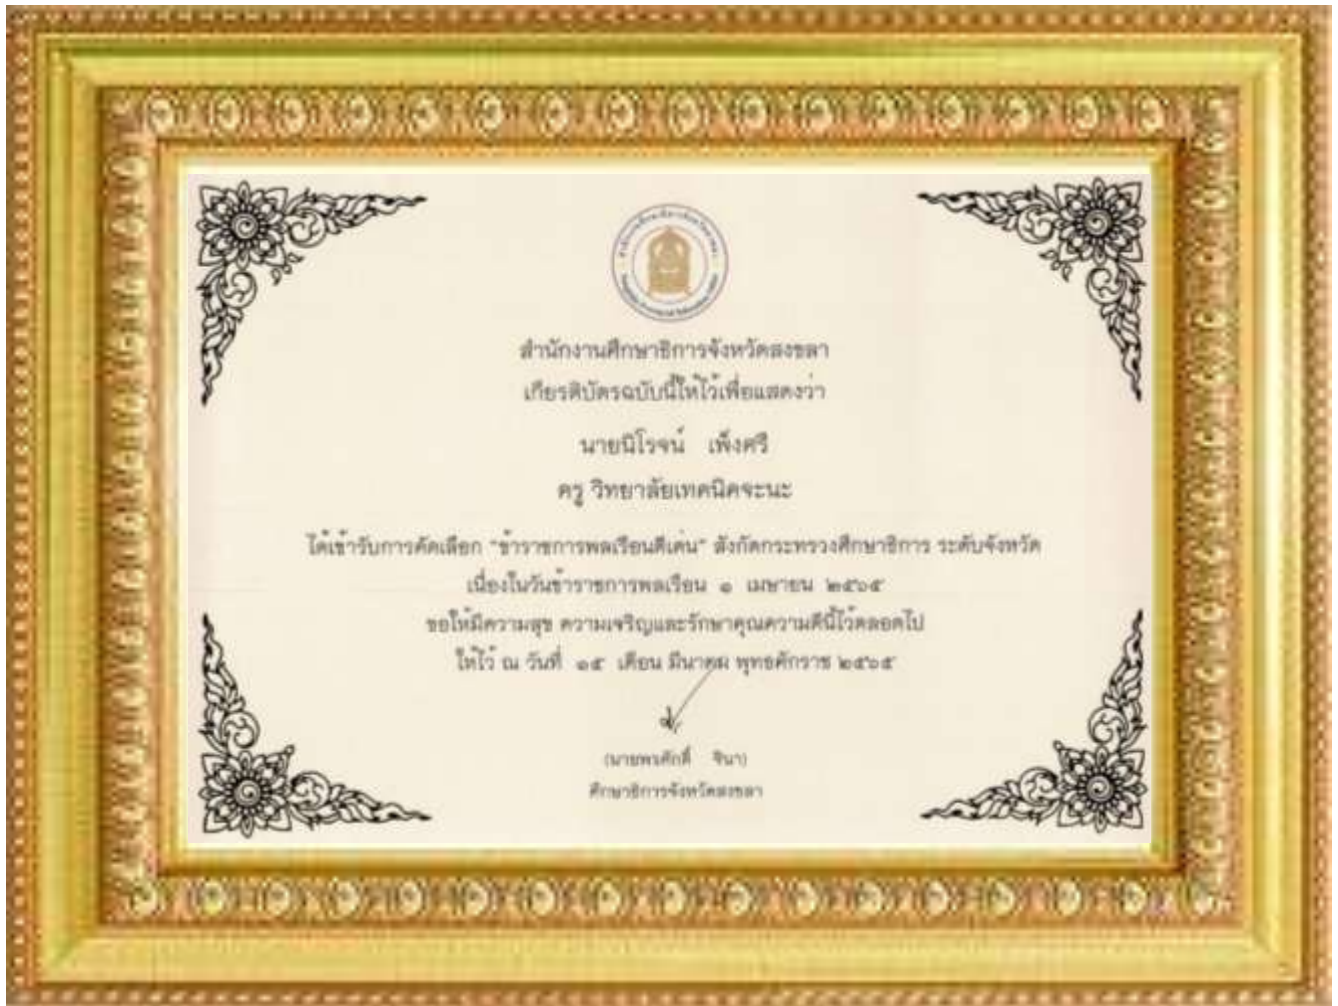 สำนักงานศึกษาธิการจังหวัดสงขลา
เกียรติบัตรฉบับนี้ให้ไว้เพื่อแสดงว่า
นายนิโรจน์ เพ็งศรี
ครู วิทยาลัยเทคนิคจะนะ
ได้เข้ารับการคัดเลือก "ข้าราชการพลเรือนดีเด่น" สังกัดกระทรวงศึกษาธิการ ระดับจังหวัด
เนื่องในวันข้าราชการพลเรือน ๑ เมษายน ๒๕๖๕
ขอให้มีความสุข ความเจริญและรักษาคุณความดีนี้ไว้ตลอดไป
ให้ไว้ ณ วันที่ ๑๕ เดือน มีนาคม พุทธศักราช ๒๕๖๕
(นายพรศักดิ์ จินา)
ศึกษาธิการจังหวัดสงขลา